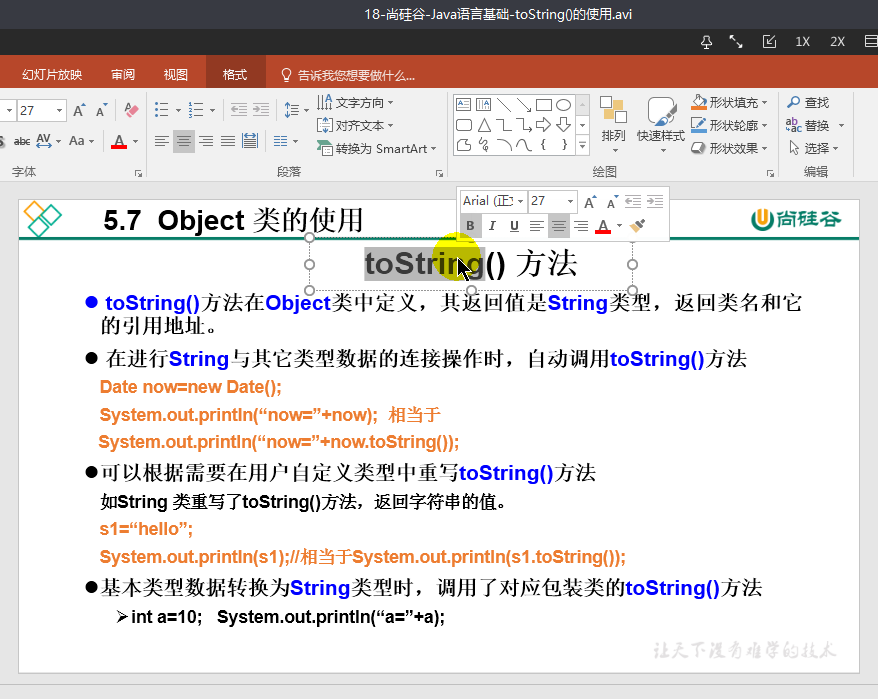 18-尚硅谷-Java语言基础-toString()的使用.avi
1X 2X
幻灯片放映 审阅 视图 格式 告诉我您想要做什么...
27 文字方向 形状填充 查找
对齐文本 排列 快速样式 形状轮廓 替换
abc AV Aa A 转换为 SmartArt 形状效果 选择
字体 段落 绘图 编辑
Arial (正文 27
B I U A
5.7 Object 类的使用
尚硅谷
toString() 方法
● toString()方法在Object类中定义，其返回值是String类型，返回类名和它
的引用地址。
● 在进行String与其它类型数据的连接操作时，自动调用toString()方法
Date now=new Date();
System.out.println(“now=”+now); 相当于
System.out.println(“now=”+now.toString());
●可以根据需要在用户自定义类型中重写toString()方法
如String 类重写了toString()方法，返回字符串的值。
s1=“hello”;
System.out.println(s1);//相当于System.out.println(s1.toString());
●基本类型数据转换为String类型时，调用了对应包装类的toString()方法
➢int a=10; System.out.println(“a=”+a);
让天下没有难学的技术